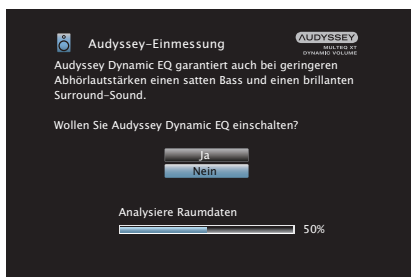 Audyssey-Einmessung
AUDYSSEY
MULTEQ XT
DYNAMIC VOLUME
Audyssey Dynamic EQ garantiert auch bei geringeren
Abhörlautstärken einen satten Bass und einen brillanten
Surround-Sound.
Wollen Sie Audyssey Dynamic EQ einschalten?
Ja
Nein
Analysiere Raumdaten
50%